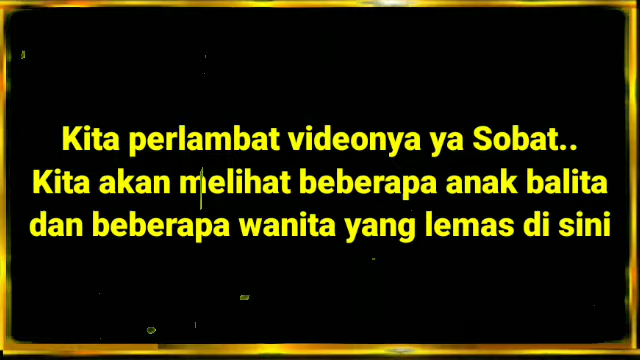 Kita perlambat videonya ya Sobat..
Kita akan melihat beberapa anak balita
dan beberapa wanita yang lemas di sini